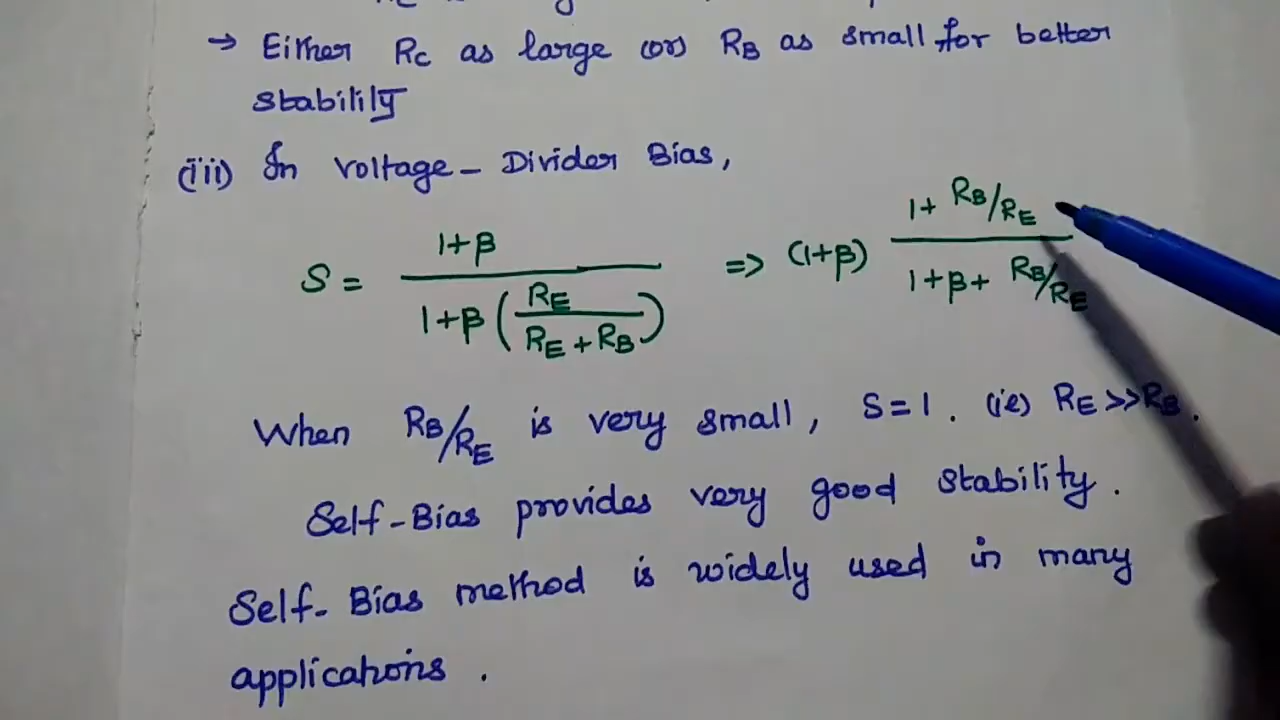 → Either RC as large (or) RB as small for better
stability
(iii) In Voltage - Divider Bias,
S = (1+β) / (1+β (RE / (RE + RB))) => (1+β) (1+ RB/RE) / (1+β+ RB/RE)
When RB/RE is very small, S=1. (ie) RE >> RB.
Self-Bias provides very good stability.
Self-Bias method is widely used in many
applications.